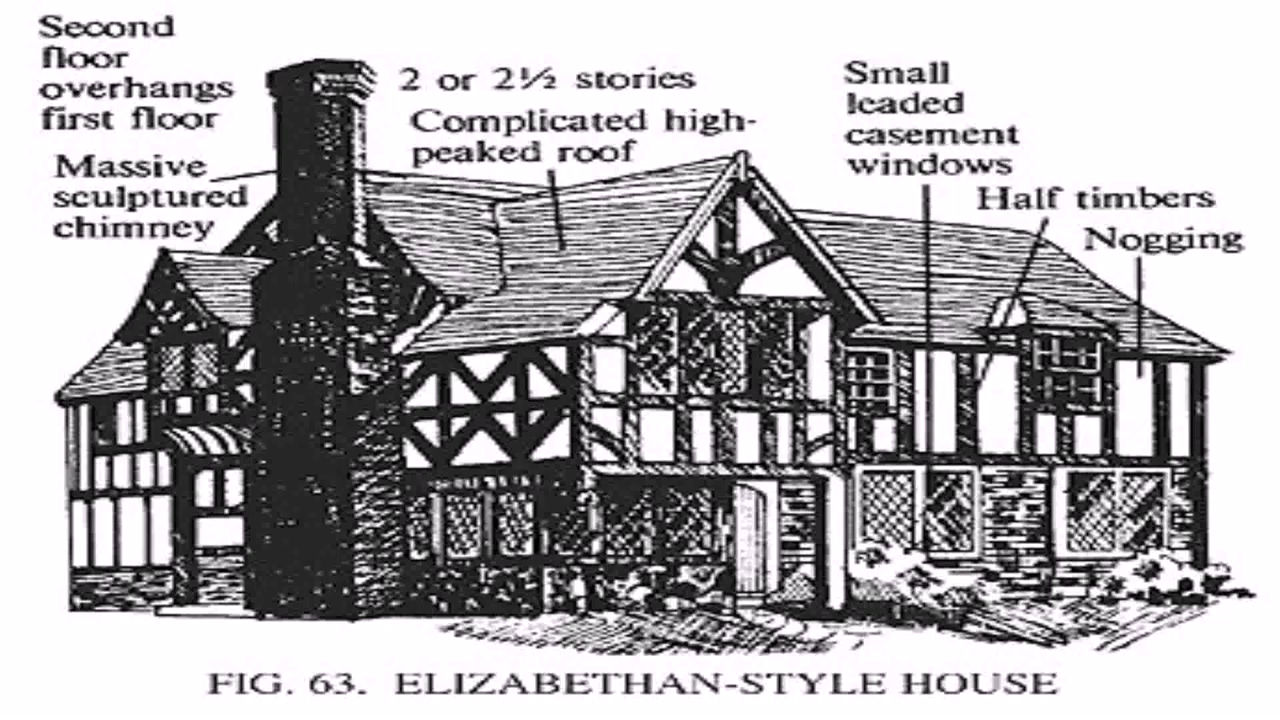 Second
floor
overhangs
first floor
Massive
sculptured
chimney
2 or 2½ stories
Complicated high-
peaked roof
Small
leaded
casement
windows
Half timbers
Nogging
FIG. 63. ELIZABETHAN-STYLE HOUSE